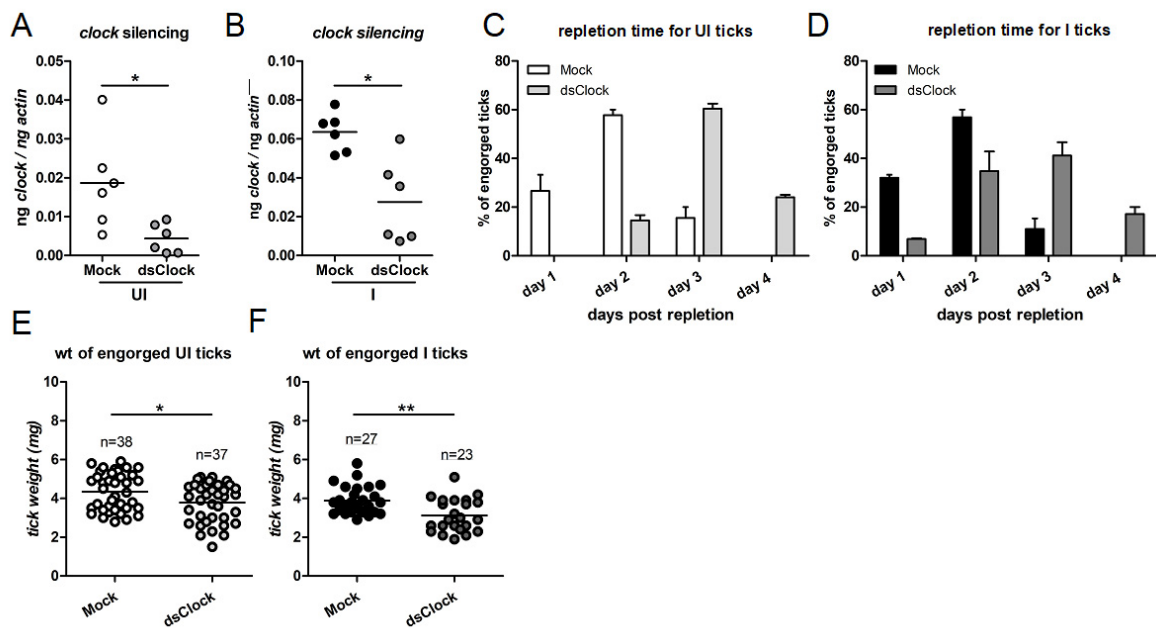 A
clock silencing
0.05
0.04
0.03
0.02
0.01
0.00
ng clock / ng actin
*
Mock dsClock
UI
B
clock silencing
0.10
0.08
0.06
0.04
0.02
0.00
ng clock / ng actin
*
Mock dsClock
I
C
repletion time for UI ticks
80
60
40
20
0
% of engorged ticks
Mock
dsClock
day 1 day 2 day 3 day 4
days post repletion
D
repletion time for I ticks
80
60
40
20
0
% of engorged ticks
Mock
dsClock
day 1 day 2 day 3 day 4
days post repletion
E
wt of engorged UI ticks
10
8
6
4
2
0
tick weight (mg)
*
n=38
n=37
Mock dsClock
F
wt of engorged I ticks
10
8
6
4
2
0
tick weight (mg)
**
n=27
n=23
Mock dsClock